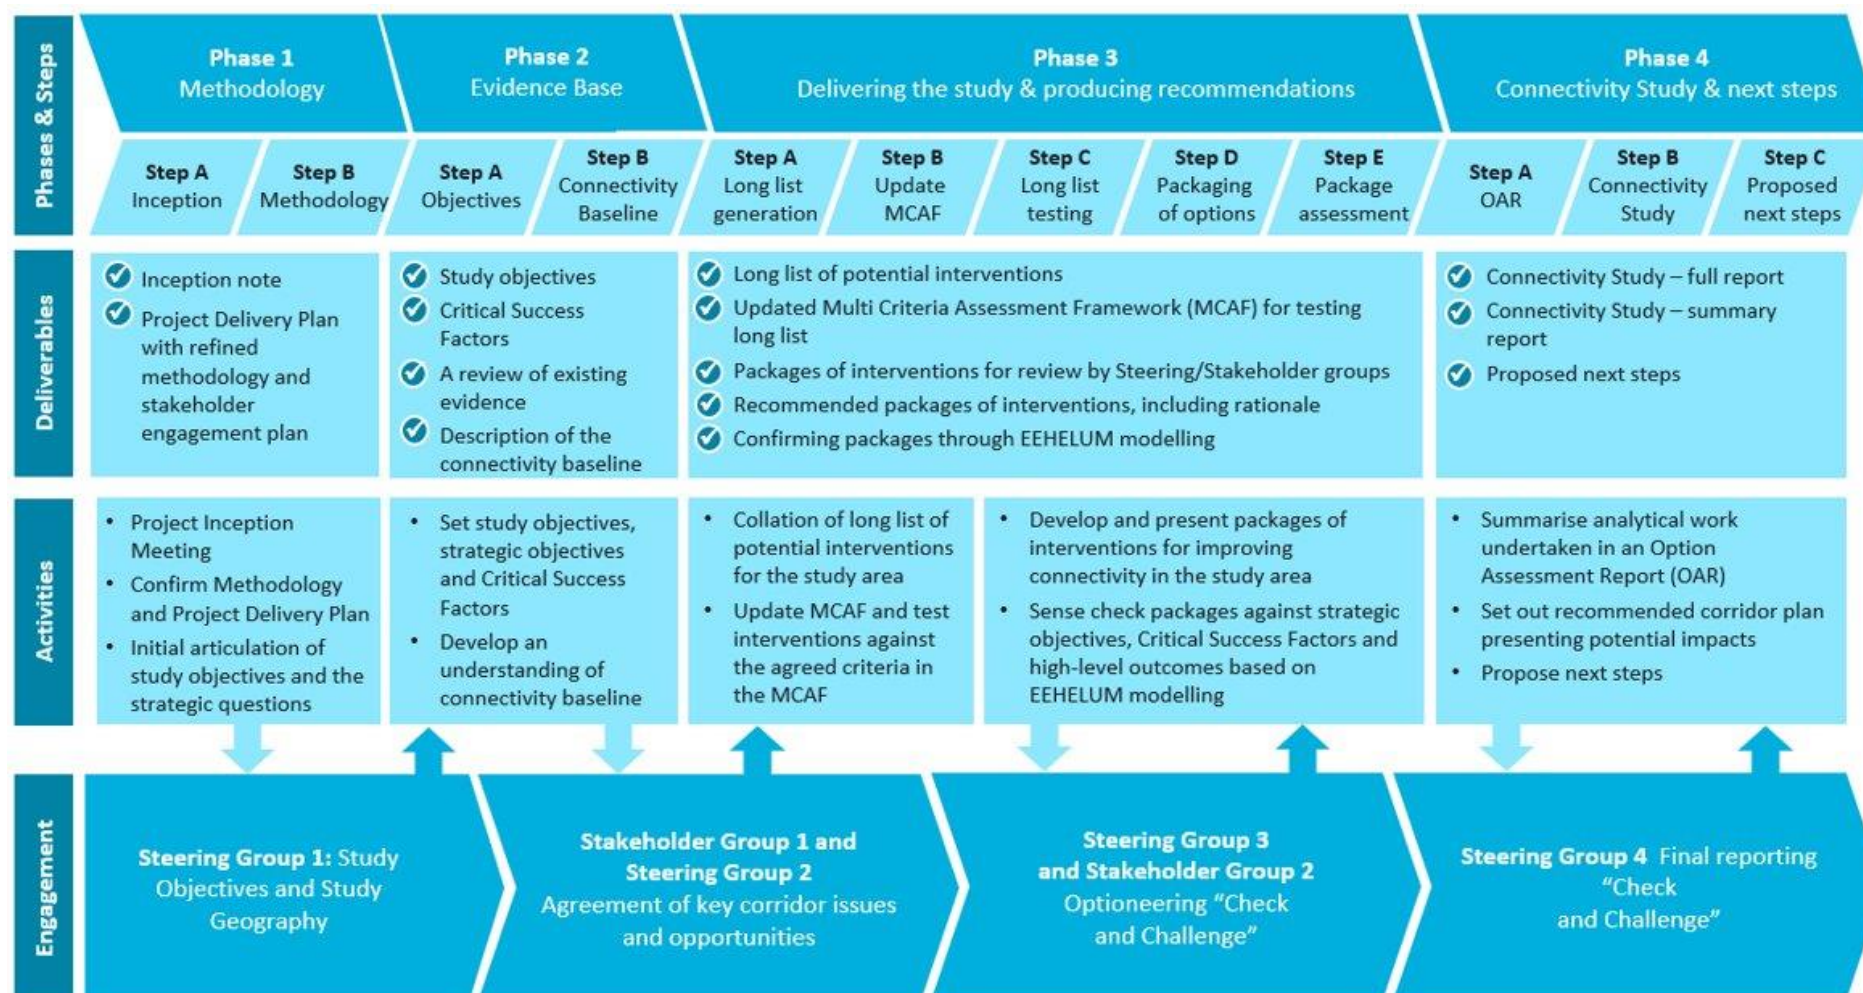 Phases & Steps
Phase 1
Methodology
Phase 2
Evidence Base
Phase 3
Delivering the study & producing recommendations
Phase 4
Connectivity Study & next steps
Step A
Inception
Step B
Methodology
Step A
Objectives
Step B
Connectivity
Baseline
Step A
Long list
generation
Step B
Update
MCAF
Step C
Long list
testing
Step D
Packaging
of options
Step E
Package
assessment
Step A
OAR
Step B
Connectivity
Study
Step C
Proposed
next steps
Deliverables
Inception note
Project Delivery Plan
with refined
methodology and
stakeholder
engagement plan
Study objectives
Critical Success
Factors
A review of existing
evidence
Description of the
connectivity baseline
Long list of potential interventions
Updated Multi Criteria Assessment Framework (MCAF) for testing
long list
Packages of interventions for review by Steering/Stakeholder groups
Recommended packages of interventions, including rationale
Confirming packages through EEHELUM modelling
Connectivity Study – full report
Connectivity Study – summary
report
Proposed next steps
Activities
• Project Inception
Meeting
• Confirm Methodology
and Project Delivery Plan
• Initial articulation of
study objectives and the
strategic questions
• Set study objectives,
strategic objectives
and Critical Success
Factors
• Develop an
understanding of
connectivity baseline
• Collation of long list of
potential interventions
for the study area
• Update MCAF and test
interventions against
the agreed criteria in
the MCAF
• Develop and present packages of
interventions for improving
connectivity in the study area
• Sense check packages against strategic
objectives, Critical Success Factors and
high-level outcomes based on
EEHELUM modelling
• Summarise analytical work
undertaken in an Option
Assessment Report (OAR)
• Set out recommended corridor plan
presenting potential impacts
• Propose next steps
Engagement
Steering Group 1: Study
Objectives and Study
Geography
Stakeholder Group 1 and
Steering Group 2
Agreement of key corridor issues
and opportunities
Steering Group 3
and Stakeholder Group 2
Optioneering “Check
and Challenge”
Steering Group 4 Final reporting
“Check
and Challenge”